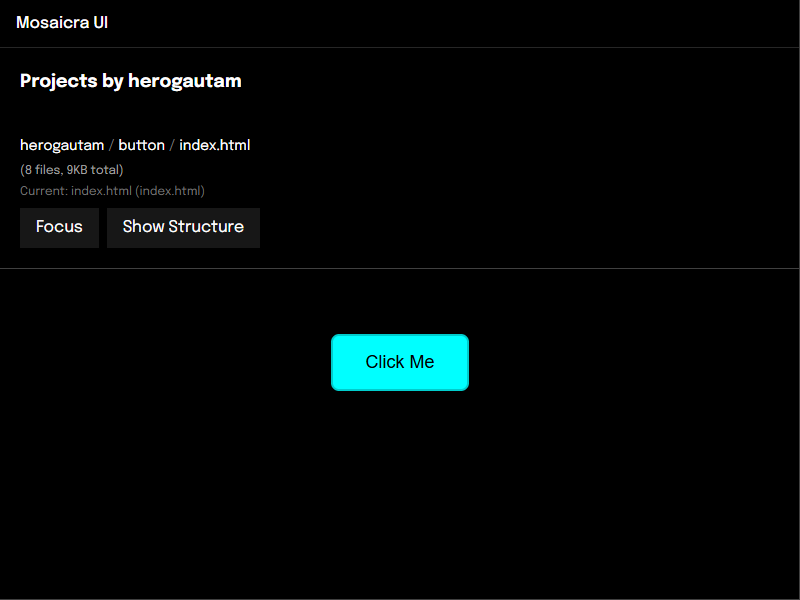 Mosaicra UI
Projects by herogautam
herogautam / button / index.html
(8 files, 9KB total)
Current: index.html (index.html)
Focus Show Structure
Click Me